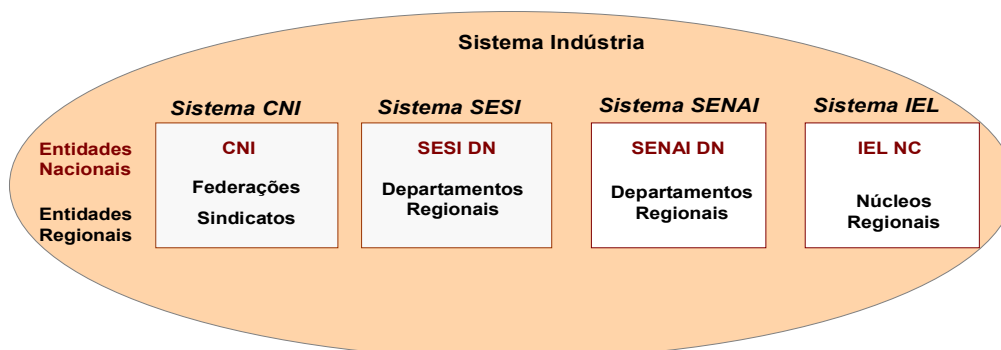 Sistema Indústria
Sistema CNI
Sistema SESI
Sistema SENAI
Sistema IEL
Entidades
Nacionais
CNI
SESI DN
SENAI DN
IEL NC
Entidades
Regionais
Federações
Sindicatos
Departamentos
Regionais
Departamentos
Regionais
Núcleos
Regionais